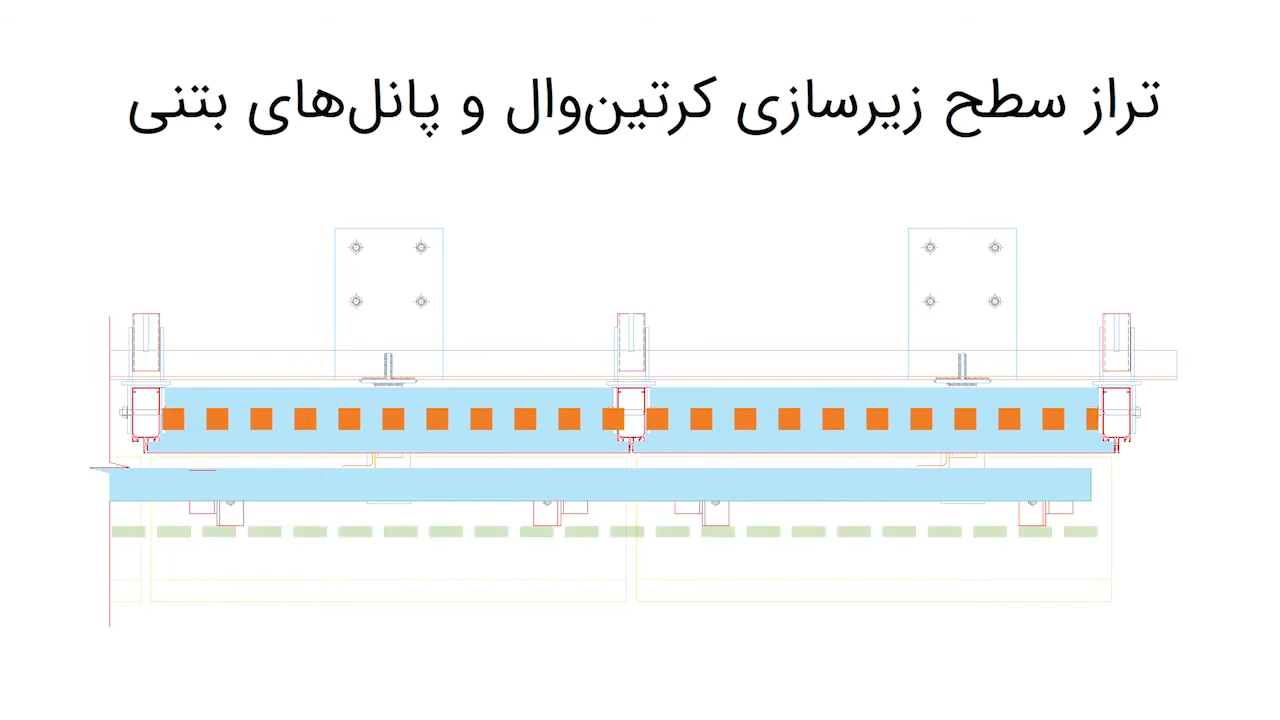 تراز سطح زیرسازی کرتین‌وال و پانل‌های بتنی